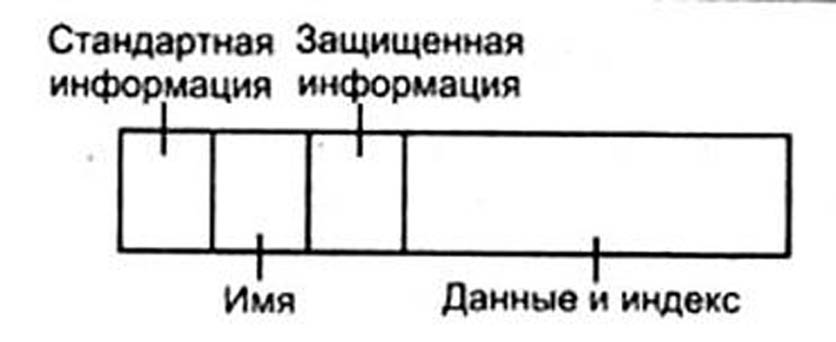 Стандартная Защищенная
информация информация
Имя
Данные и индекс